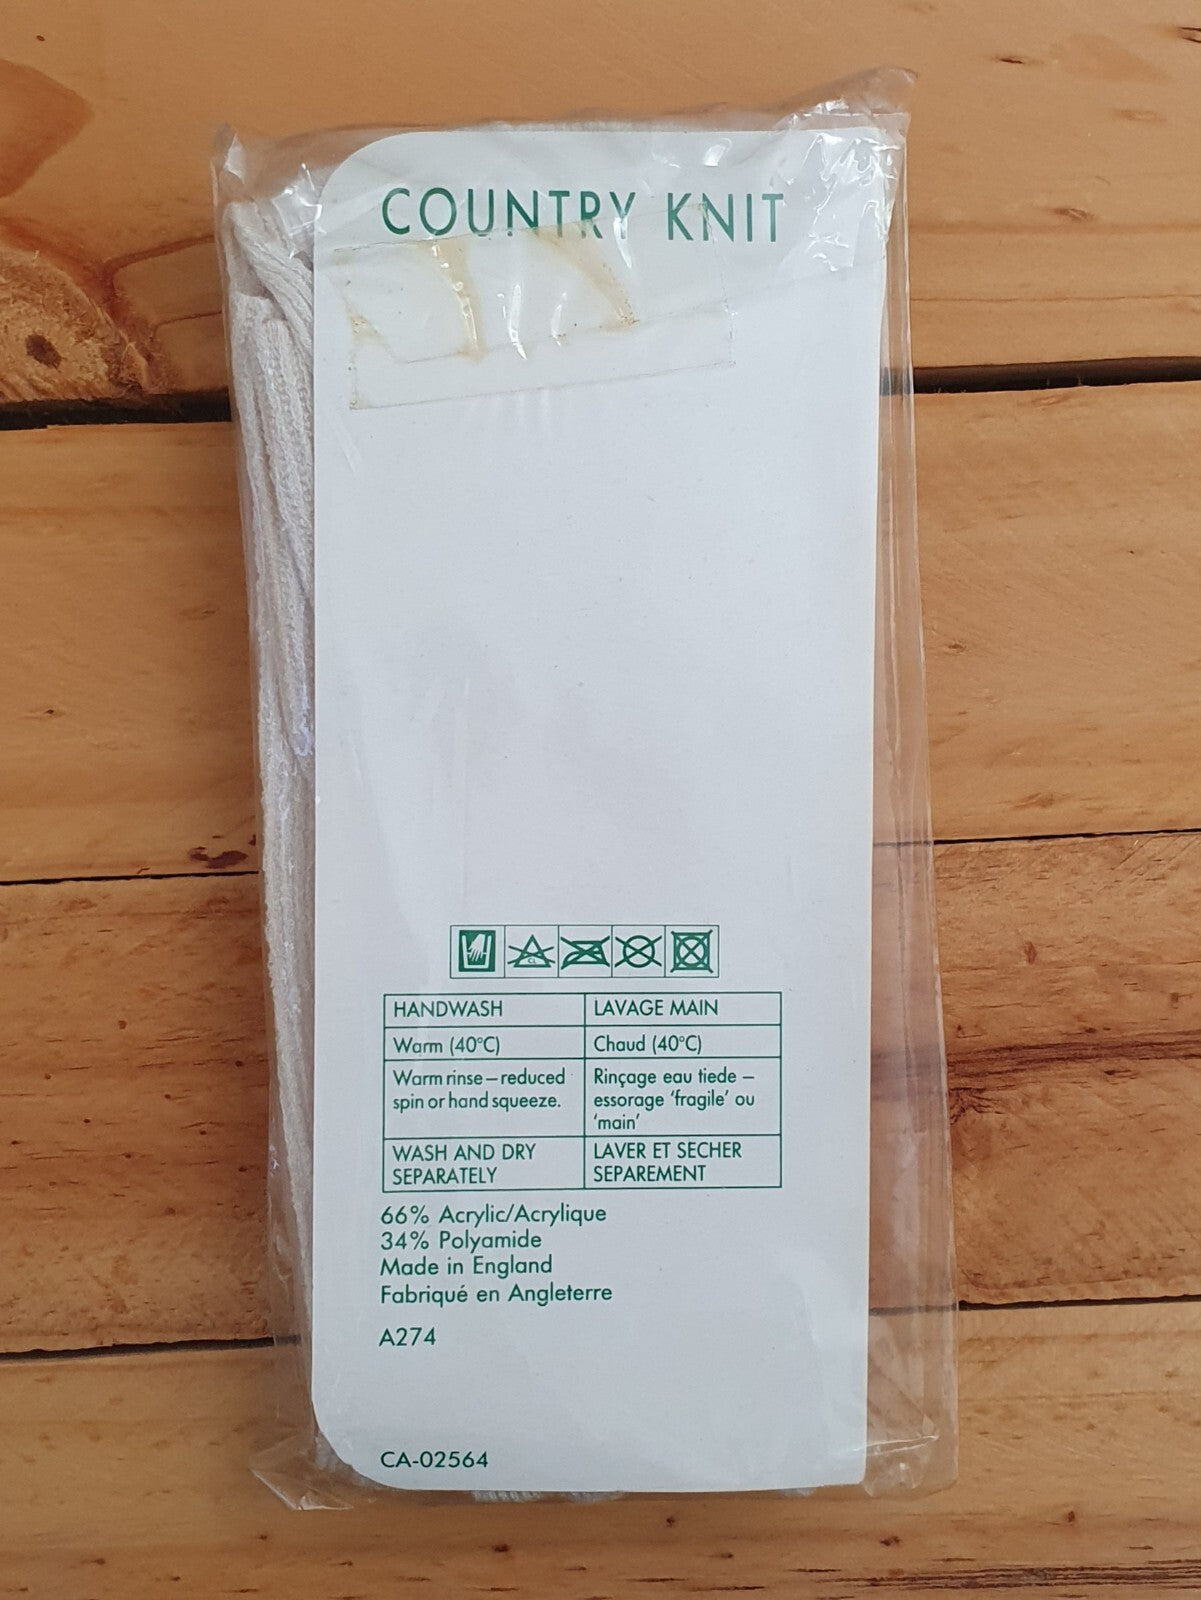 COUNTRY KNIT
CL
HANDWASH
LAVAGE MAIN
Warm (40°C)
Chaud (40°C)
Warm rinse – reduced
spin or hand squeeze.
Rinçage eau tiede –
essorage ‘fragile’ ou
‘main’
WASH AND DRY
SEPARATELY
LAVER ET SECHER
SEPAREMENT
66% Acrylic/Acrylique
34% Polyamide
Made in England
Fabriqué en Angleterre
A274
CA-02564